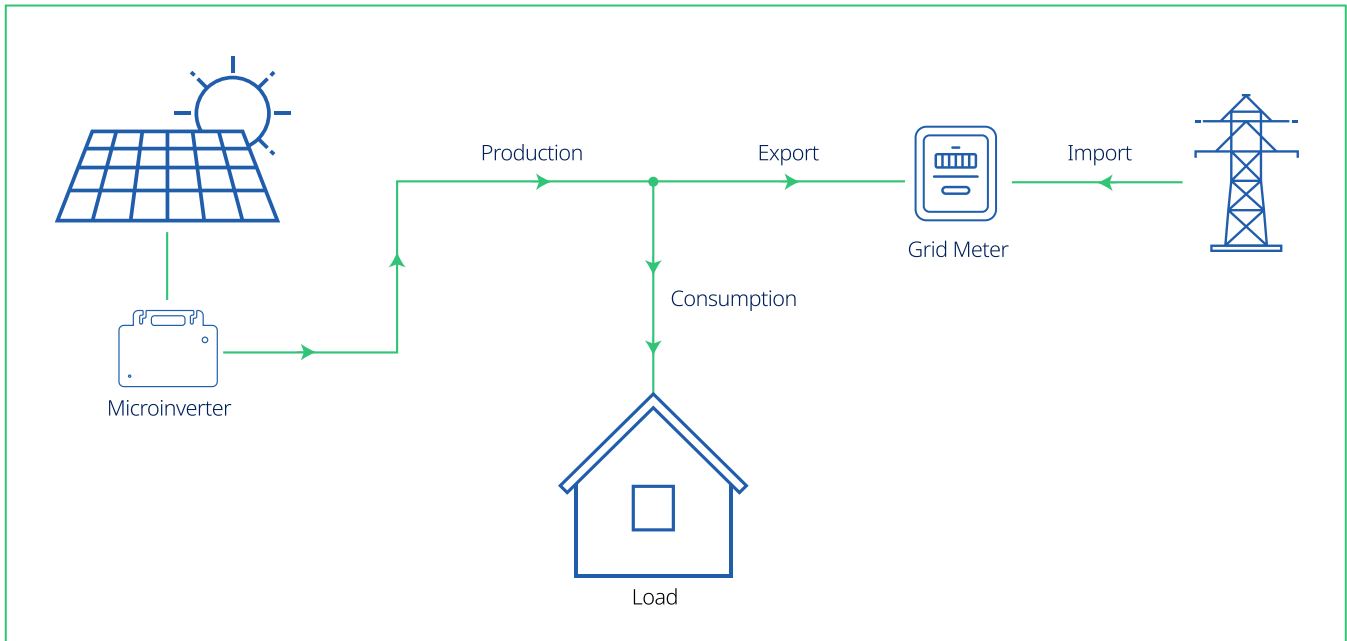 Production
Export
Import
Grid Meter
Consumption
Microinverter
Load